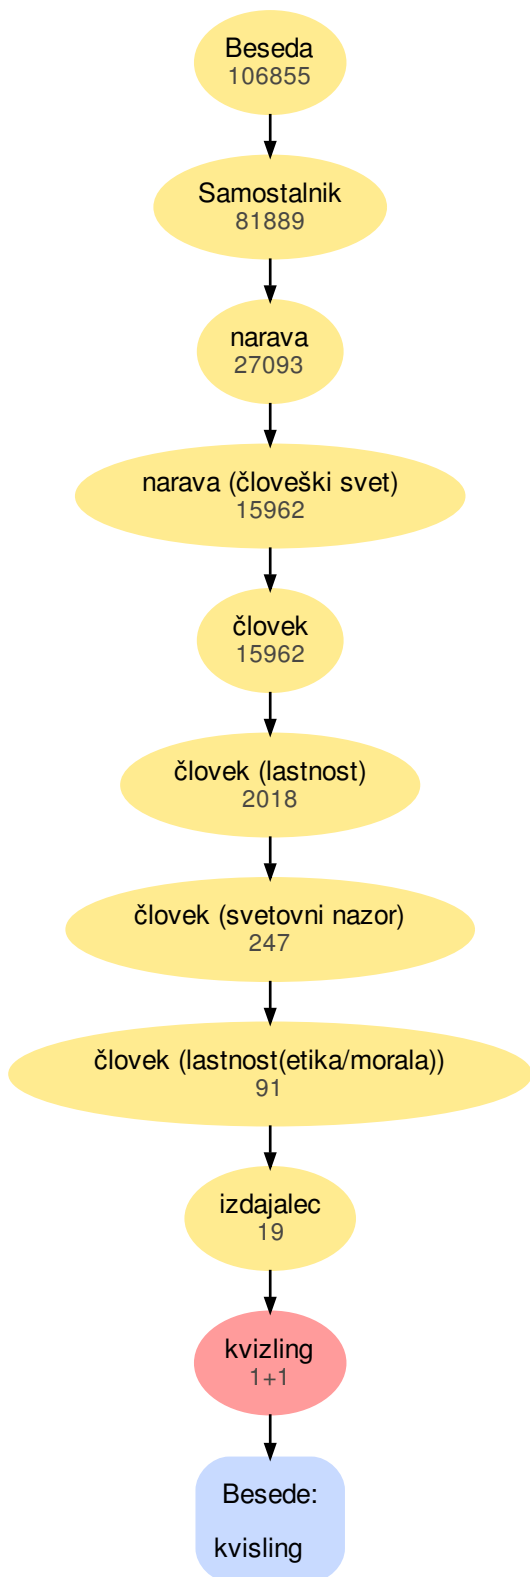 Beseda
106855
Samostalnik
81889
narava
27093
narava (človeški svet)
15962
človek
15962
človek (lastnost)
2018
človek (svetovni nazor)
247
človek (lastnost(etika/morala))
91
izdajalec
19
kvizling
1+1
Besede:
kvisling